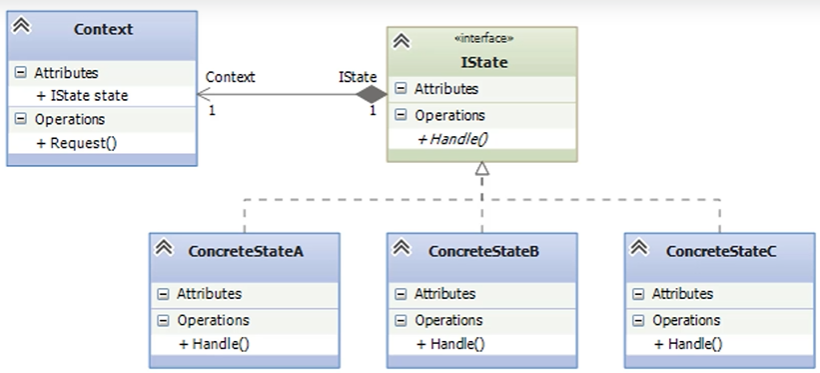 Context
Attributes
+ IState state
Operations
+ Request()
Context
1
IState
1
«interface»
IState
Attributes
Operations
+ Handle()
ConcreteStateA
Attributes
Operations
+ Handle()
ConcreteStateB
Attributes
Operations
+ Handle()
ConcreteStateC
Attributes
Operations
+ Handle()